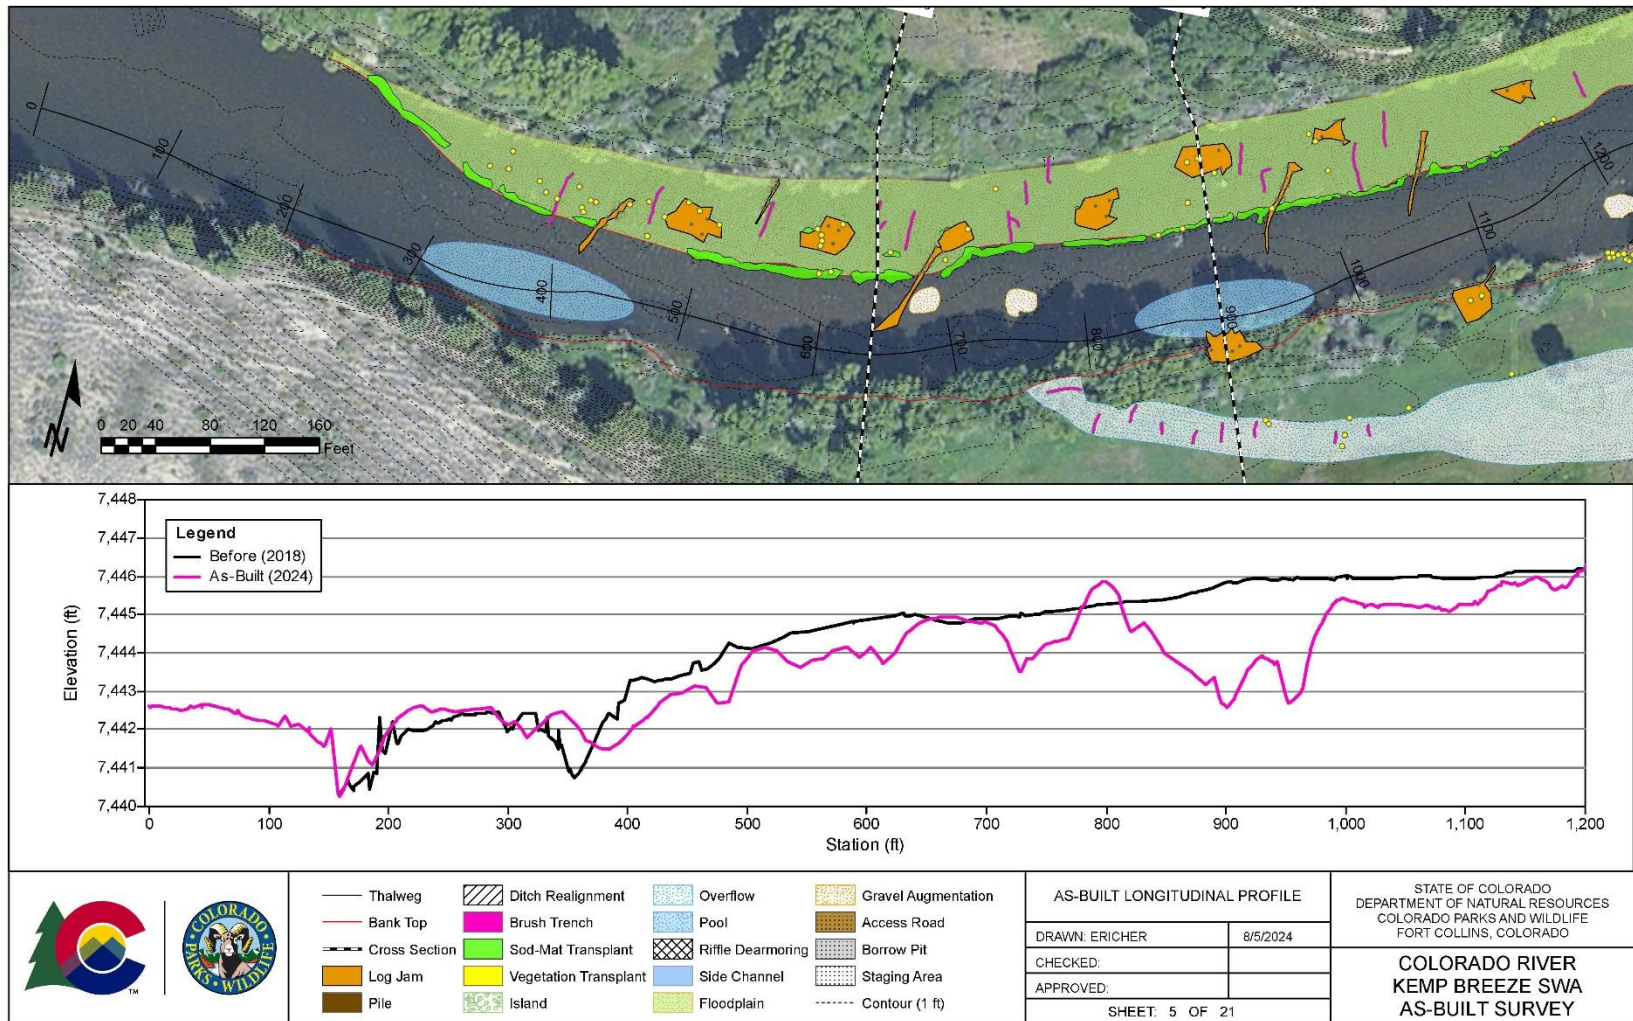 0
100
200
300
400
500
600
700
800
900
1000
1100
1200
N
0 20 40 80 120 160
Feet
7,448
7,447
7,446
7,445
7,444
7,443
7,442
7,441
7,440
Elevation (ft)
Legend
Before (2018)
As-Built (2024)
0 100 200 300 400 500 600 700 800 900 1,000 1,100 1,200
Station (ft)
TM
COLORADO
PARKS & WILDLIFE
Thalweg
Bank Top
Cross Section
Log Jam
Pile
Ditch Realignment
Brush Trench
Sod-Mat Transplant
Vegetation Transplant
Island
Overflow
Pool
Riffle Dearmoring
Side Channel
Floodplain
Gravel Augmentation
Access Road
Borrow Pit
Staging Area
Contour (1 ft)
AS-BUILT LONGITUDINAL PROFILE
DRAWN: ERICHER 8/5/2024
CHECKED:
APPROVED:
SHEET: 5 OF 21
STATE OF COLORADO
DEPARTMENT OF NATURAL RESOURCES
COLORADO PARKS AND WILDLIFE
FORT COLLINS, COLORADO
COLORADO RIVER
KEMP BREEZE SWA
AS-BUILT SURVEY